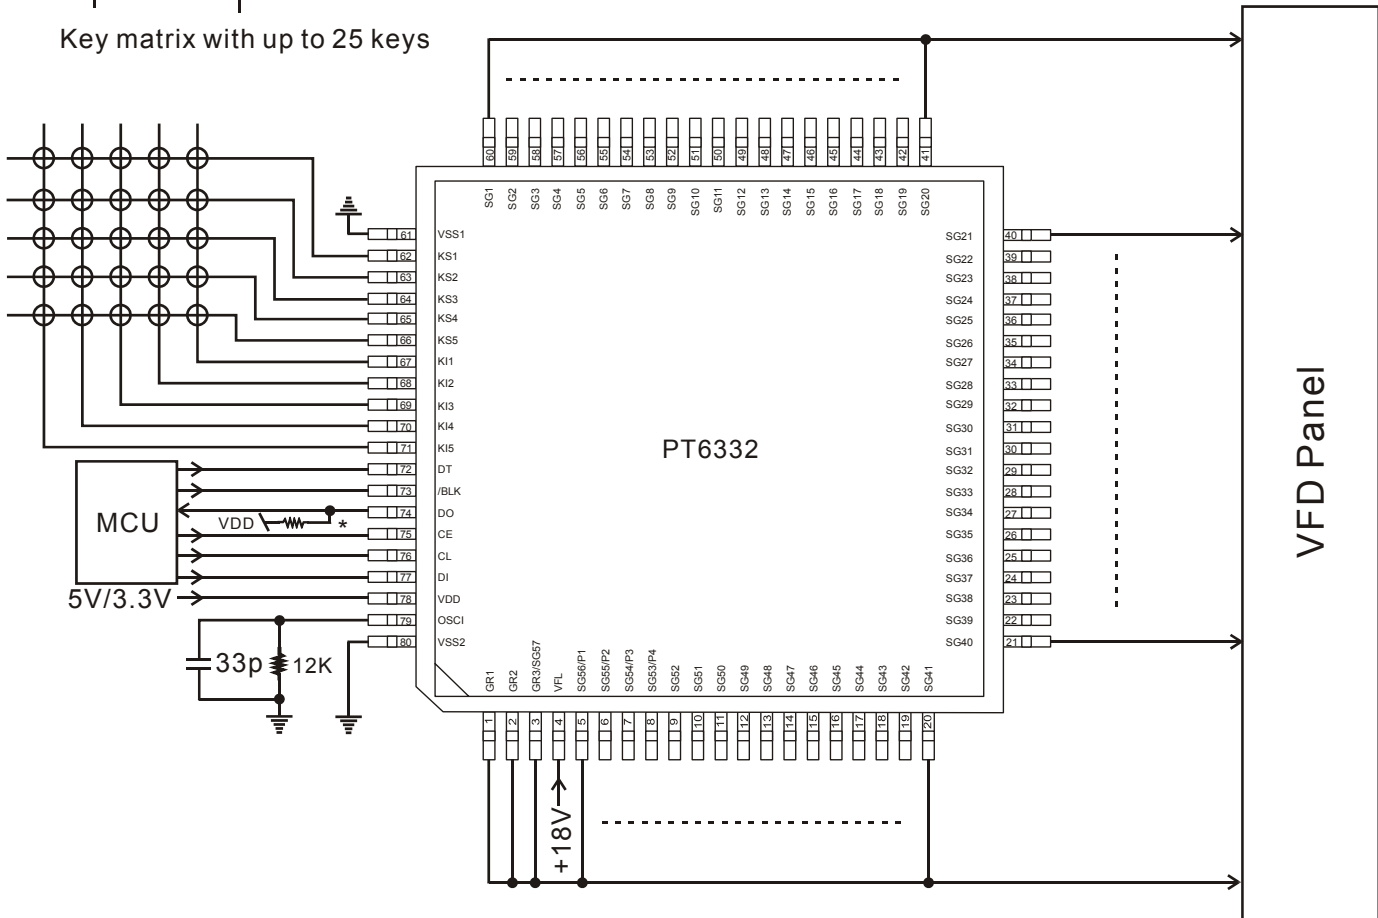 Key matrix with up to 25 keys
60 59 58 57 56 55 54 53 52 51 50 49 48 47 46 45 44 43 42 41
SG1 SG2 SG3 SG4 SG5 SG6 SG7 SG8 SG9 SG10 SG11 SG12 SG13 SG14 SG15 SG16 SG17 SG18 SG19 SG20
61 VSS1
62 KS1
63 KS2
64 KS3
65 KS4
66 KS5
67 KI1
68 KI2
69 KI3
70 KI4
71 KI5
72 DT
73 /BLK
74 DO
75 CE
76 CL
77 DI
78 VDD
79 OSCI
80 VSS2
MCU
VDD
*
5V/3.3V
33p
12K
PT6332
SG21 40
SG22 39
SG23 38
SG24 37
SG25 36
SG26 35
SG27 34
SG28 33
SG29 32
SG30 31
SG31 30
SG32 29
SG33 28
SG34 27
SG35 26
SG36 25
SG37 24
SG38 23
SG39 22
SG40 21
GR1 GR2 GR3/SG57 VFL SG56/P1 SG55/P2 SG54/P3 SG53/P4 SG52 SG51 SG50 SG49 SG48 SG47 SG46 SG45 SG44 SG43 SG42 SG41
1 2 3 4 5 6 7 8 9 10 11 12 13 14 15 16 17 18 19 20
+18V
VFD Panel